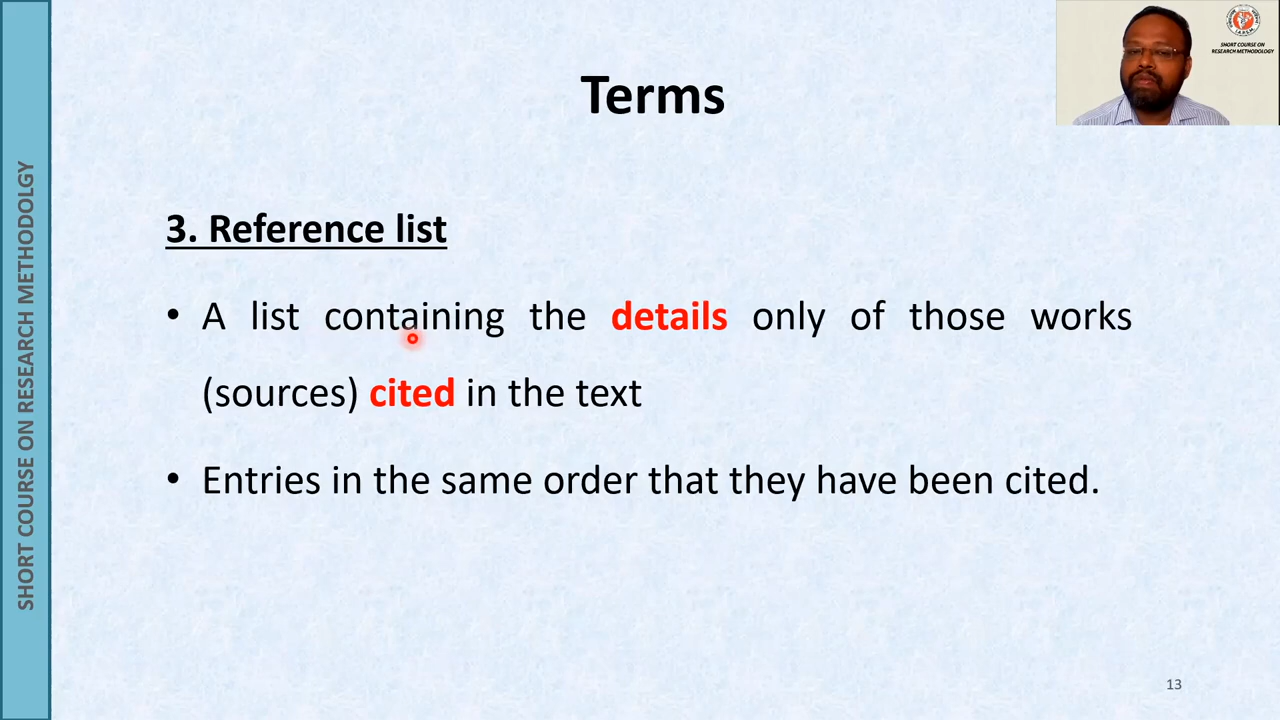 Terms
SHORT COURSE ON
RESEARCH METHODOLOGY
3. Reference list
• A list containing the details only of those works
(sources) cited in the text
• Entries in the same order that they have been cited.
SHORT COURSE ON RESEARCH METHODOLGY
13